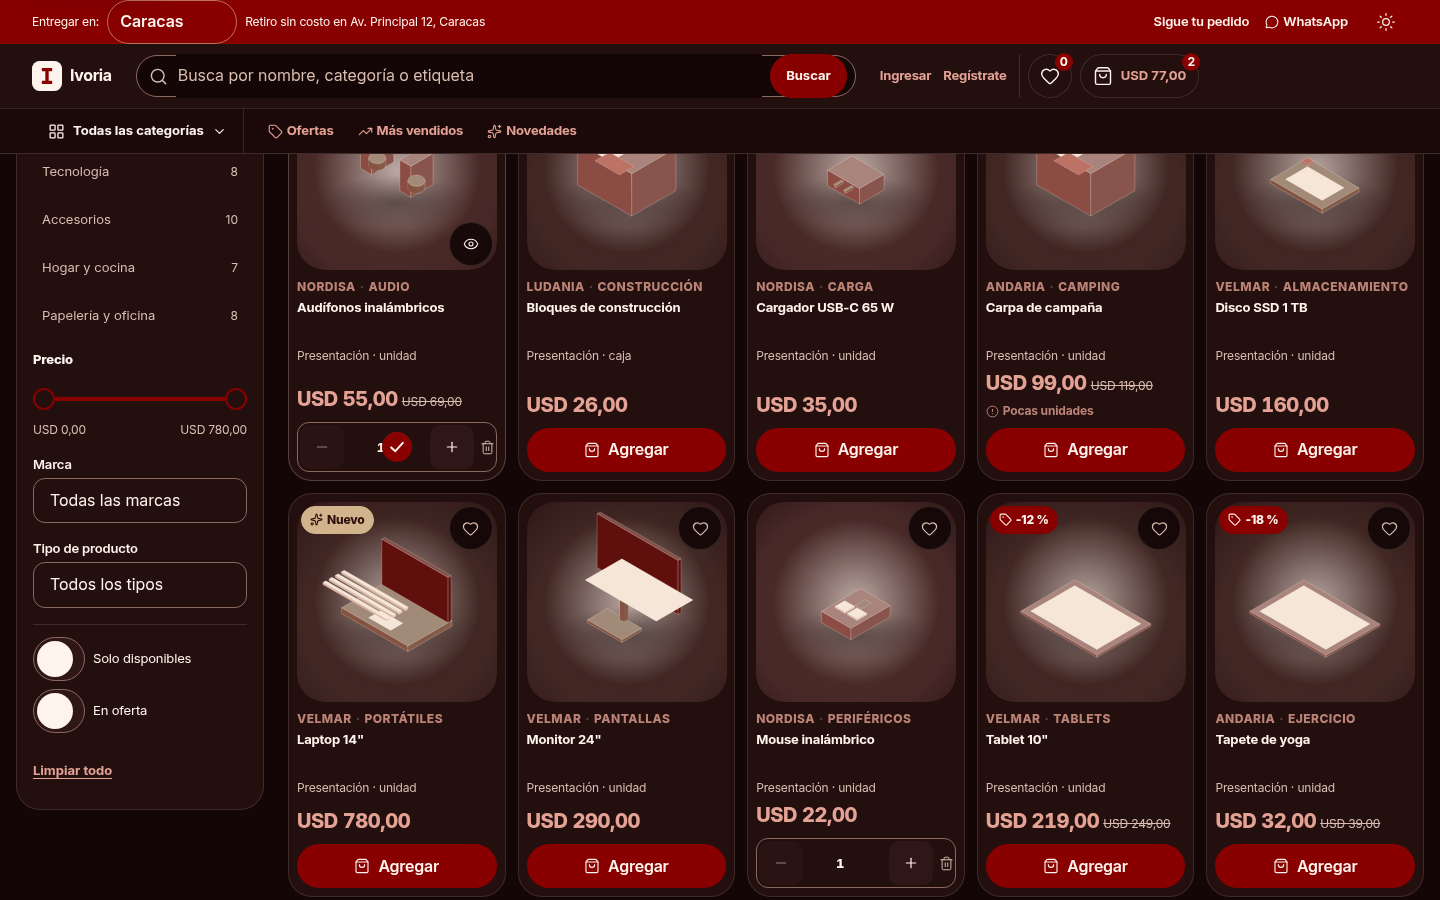 Entregar en: Caracas Retiro sin costo en Av. Principal 12, Caracas Sigue tu pedido WhatsApp
I Ivoria Busca por nombre, categoría o etiqueta Buscar Ingresar Regístrate 0 USD 77,00 2
Todas las categorías Ofertas Más vendidos Novedades
Tecnología 8
Accesorios 10
Hogar y cocina 7
Papelería y oficina 8
Precio
USD 0,00 USD 780,00
Marca
Todas las marcas
Tipo de producto
Todos los tipos
Solo disponibles
En oferta
Limpiar todo
NORDISA · AUDIO
Audífonos inalámbricos
Presentación · unidad
USD 55,00 USD 69,00
1
LUDANIA · CONSTRUCCIÓN
Bloques de construcción
Presentación · caja
USD 26,00
Agregar
NORDISA · CARGA
Cargador USB-C 65 W
Presentación · unidad
USD 35,00
Agregar
ANDARIA · CAMPING
Carpa de campaña
Presentación · unidad
USD 99,00 USD 119,00
Pocas unidades
Agregar
VELMAR · ALMACENAMIENTO
Disco SSD 1 TB
Presentación · unidad
USD 160,00
Agregar
Nuevo
VELMAR · PORTÁTILES
Laptop 14"
Presentación · unidad
USD 780,00
Agregar
VELMAR · PANTALLAS
Monitor 24"
Presentación · unidad
USD 290,00
Agregar
NORDISA · PERIFÉRICOS
Mouse inalámbrico
Presentación · unidad
USD 22,00
1
-12 %
VELMAR · TABLETS
Tablet 10"
Presentación · unidad
USD 219,00 USD 249,00
Agregar
-18 %
ANDARIA · EJERCICIO
Tapete de yoga
Presentación · unidad
USD 32,00 USD 39,00
Agregar